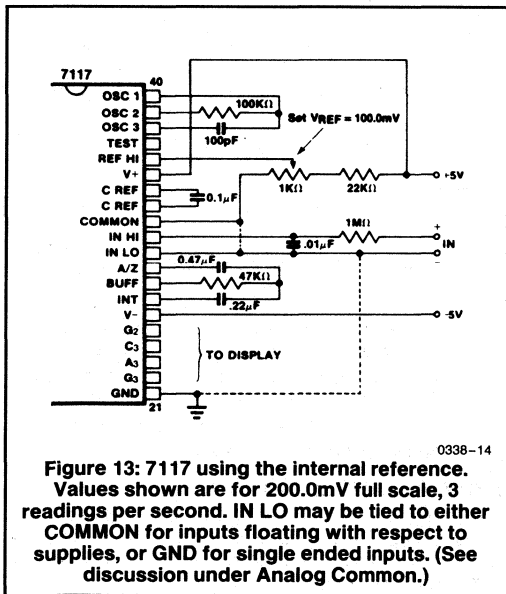 7117
40
OSC 1
OSC 2
OSC 3
TEST
REF HI
V+
C REF
C REF
COMMON
IN HI
IN LO
A/Z
BUFF
INT
V−
G2
C3
A3
G3
GND
21
100KΩ
100pF
Set VREF = 100.0mV
1KΩ
22KΩ
+5V
0.1μF
1MΩ
.01μF
+
IN
−
0.47μF
47KΩ
.22μF
-5V
TO DISPLAY
0338–14
Figure 13: 7117 using the internal reference.
Values shown are for 200.0mV full scale, 3
readings per second. IN LO may be tied to either
COMMON for inputs floating with respect to
supplies, or GND for single ended inputs. (See
discussion under Analog Common.)